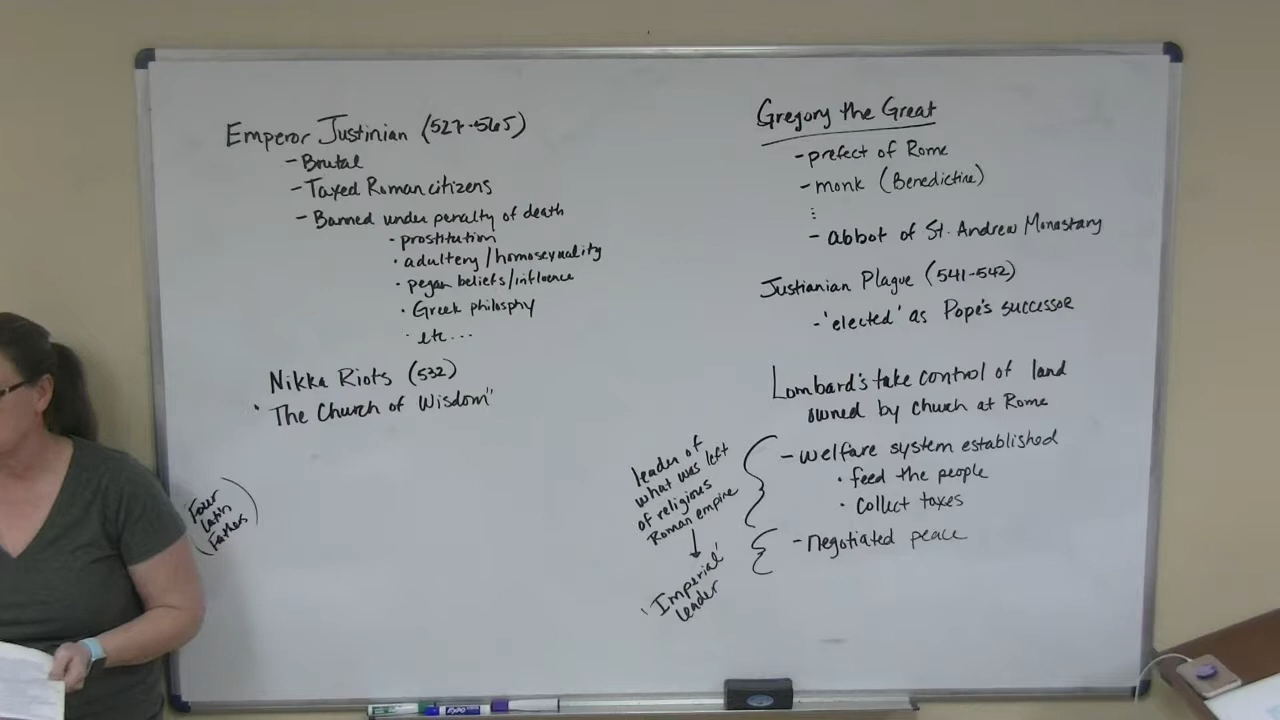 Emperor Justinian (527-565)
- Brutal
- Taxed Roman citizens
- Banned under penalty of death
· prostitution
· adultery/homosexuality
· pegan beliefs/influence
· Greek philosphy
· etc...
Nikka Riots (532)
· "The Church of Wisdom"
(Four
Latin
Fathers)
Gregory the Great
- prefect of Rome
- monk (Benedictine)
⋮
- abbot of St. Andrew Monastary
Justianian Plague (541-542)
- 'elected' as Pope's successor
Lombard's take control of land
owned by church at Rome
- welfare system established
· feed the people
· collect taxes
- negotiated peace
leader of
what was left
of religious
Roman empire
↓
'Imperial'
leader
EXPO